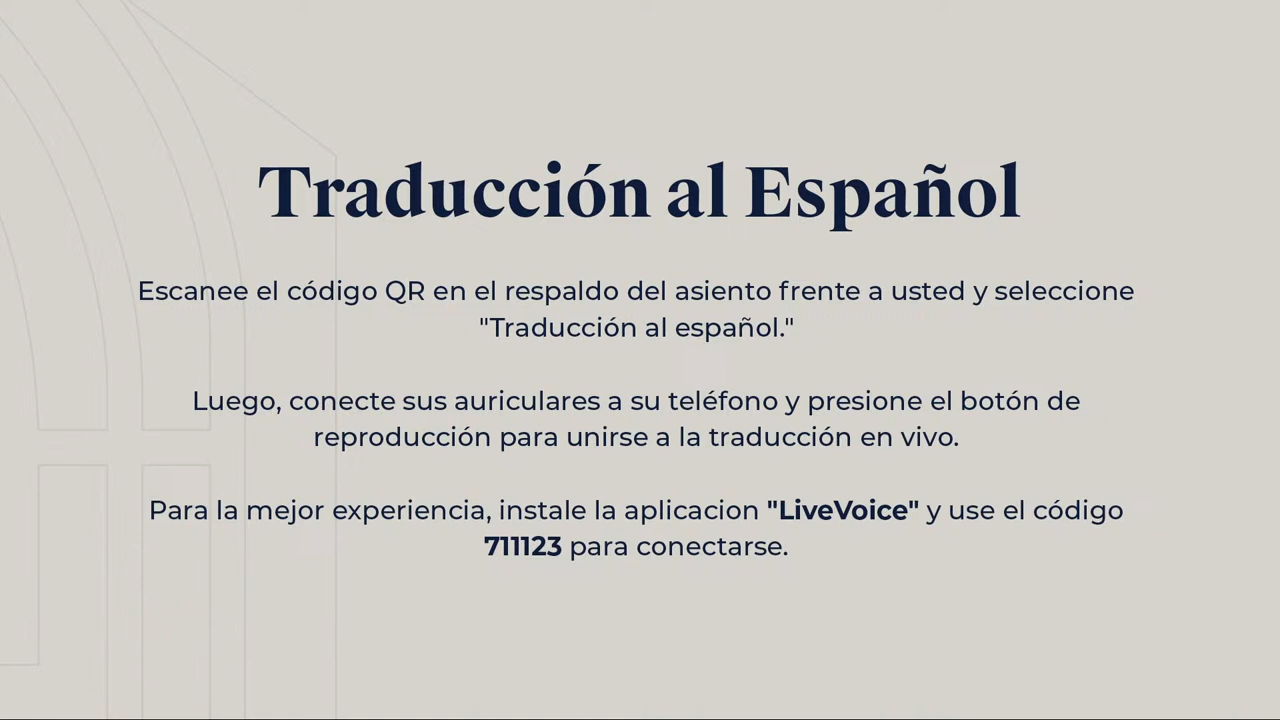 Traducción al Español
Escanee el código QR en el respaldo del asiento frente a usted y seleccione
"Traducción al español."
Luego, conecte sus auriculares a su teléfono y presione el botón de
reproducción para unirse a la traducción en vivo.
Para la mejor experiencia, instale la aplicacion "LiveVoice" y use el código
711123 para conectarse.